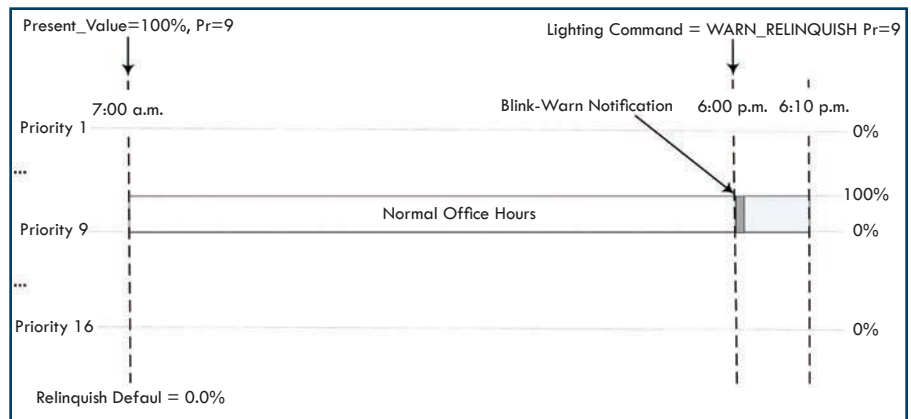 Present_Value=100%, Pr=9
Lighting Command = WARN_RELINQUISH Pr=9
7:00 a.m.
Blink-Warn Notification
6:00 p.m.
6:10 p.m.
Priority 1
0%
...
100%
Normal Office Hours
Priority 9
0%
...
Priority 16
0%
Relinquish Defaul = 0.0%